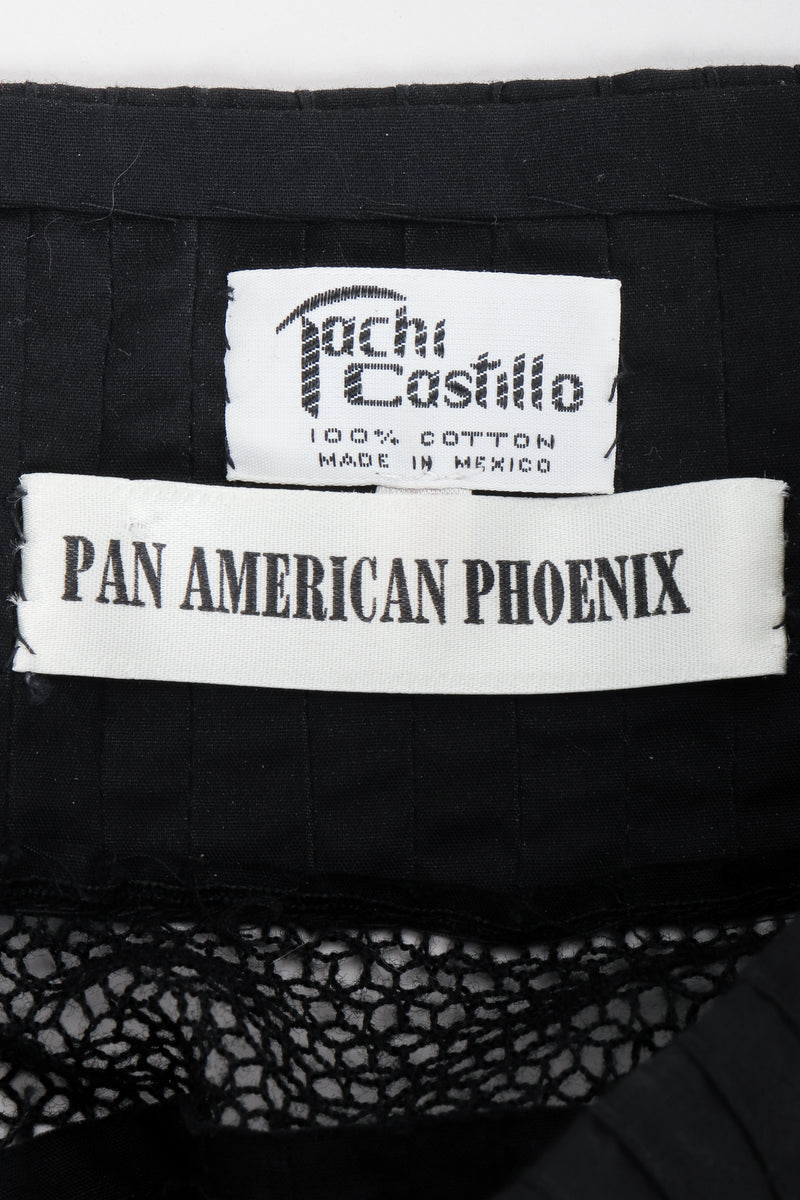 Tachi
Castillo
100% COTTON
MADE IN MEXICO
PAN AMERICAN PHOENIX